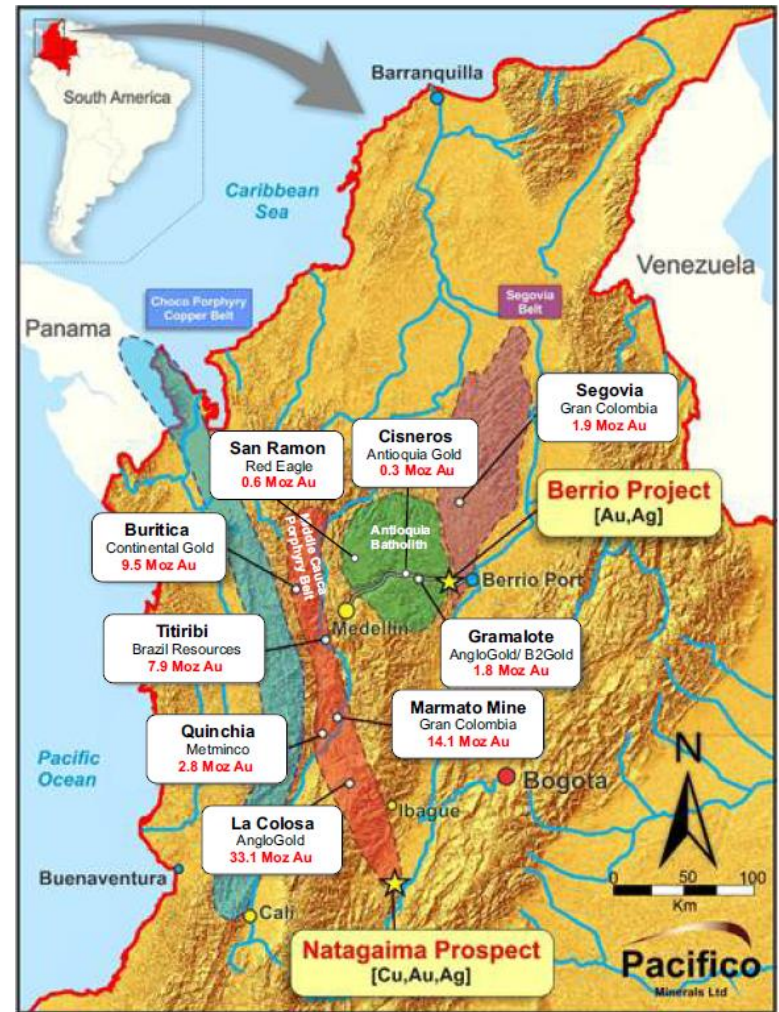 South America
Barranquilla
Caribbean
Sea
Venezuela
Panama
Choco Porphyry
Copper Belt
Segovia
Belt
Segovia
Gran Colombia
1.9 Moz Au
San Ramon
Red Eagle
0.6 Moz Au
Cisneros
Antioquia Gold
0.3 Moz Au
Berrio Project
[Au,Ag]
Buritica
Continental Gold
9.5 Moz Au
Middle Cauca
Porphyry Belt
Antioquia
Batholith
Berrio Port
Medellin
Titiribi
Brazil Resources
7.9 Moz Au
Gramalote
AngloGold/ B2Gold
1.8 Moz Au
Marmato Mine
Gran Colombia
14.1 Moz Au
Quinchia
Metminco
2.8 Moz Au
Pacific
Ocean
N
Bogota
Ibague
La Colosa
AngloGold
33.1 Moz Au
Buenaventura
0 50 100
Km
Cali
Natagaima Prospect
[Cu,Au,Ag]
Pacifico
Minerals Ltd